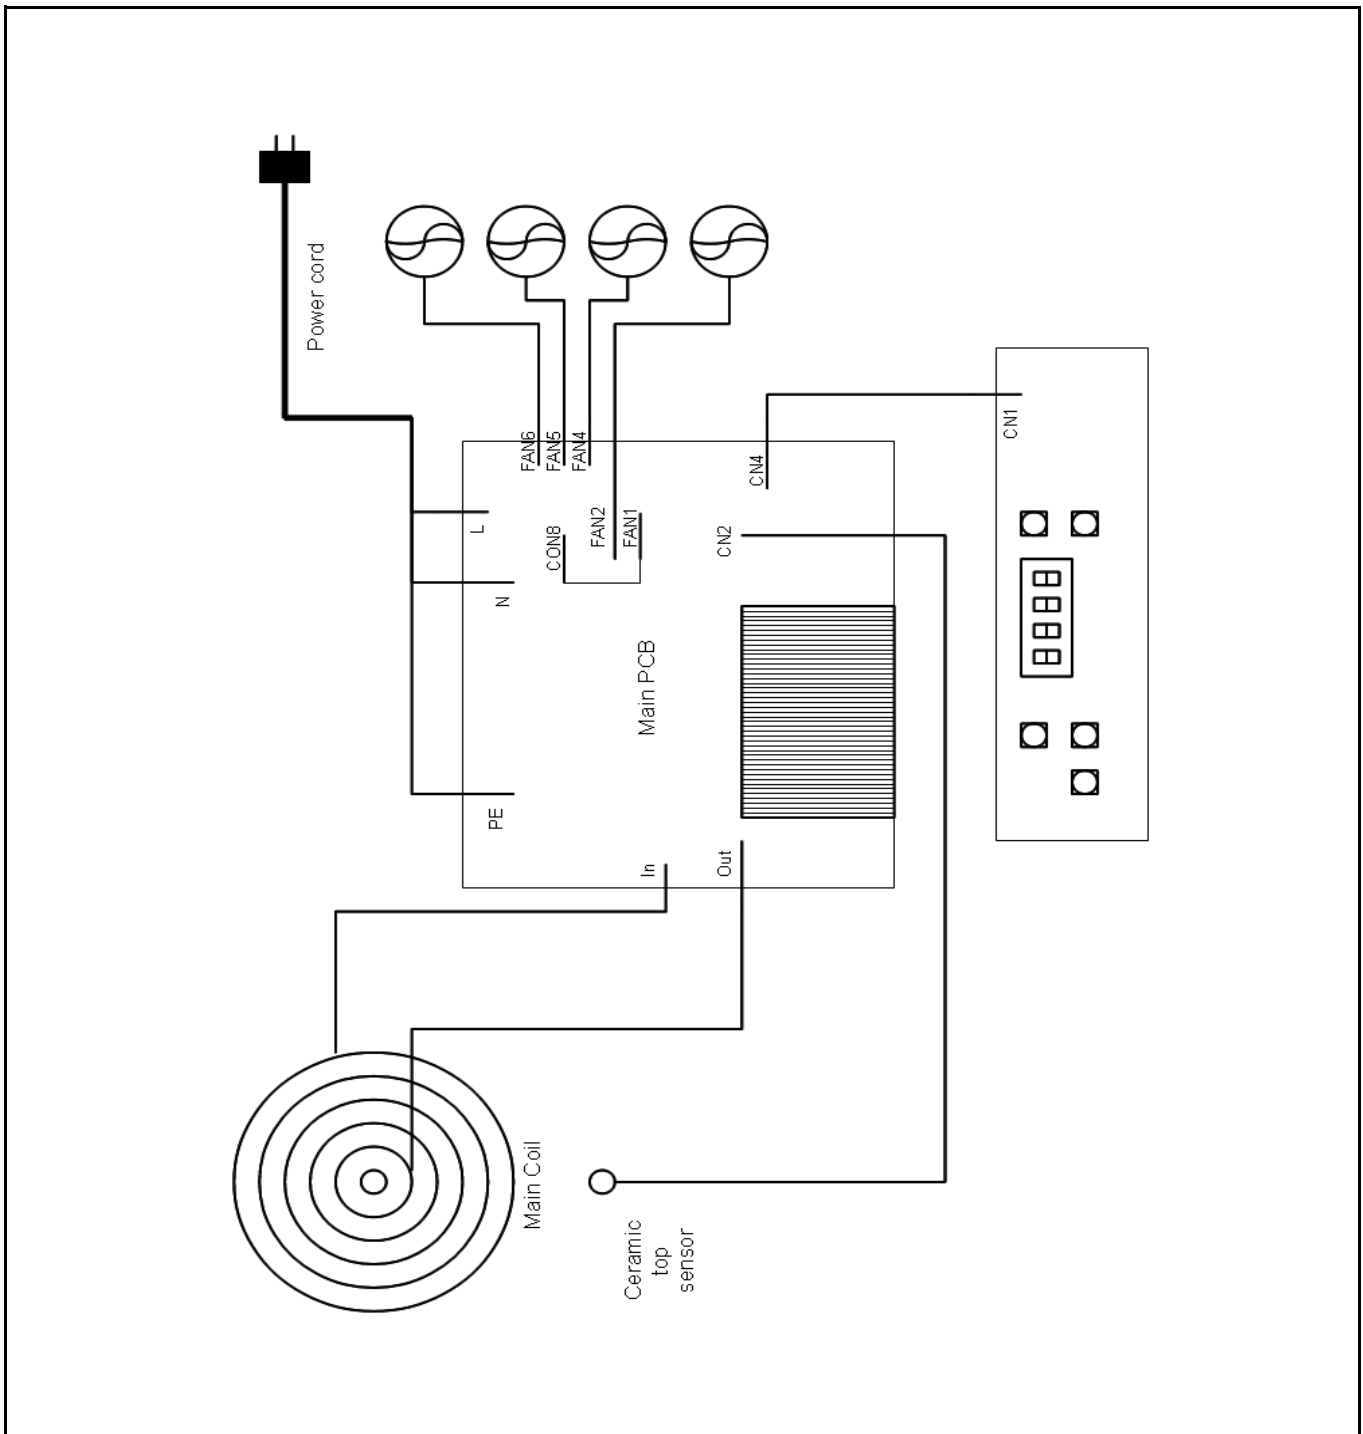 Power cord
FAN6
FAN5
FAN4
CN1
CN4
L
CON8
FAN2
FAN1
CN2
N
Main PCB
PE
In
Out
Main Coil
Ceramic
top
sensor